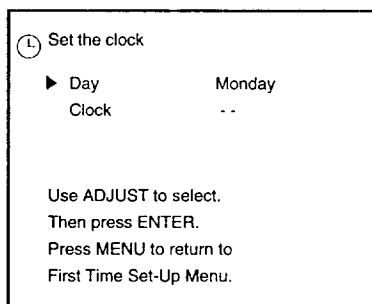 Set the clock
▶ Day Monday
Clock - -
Use ADJUST to select.
Then press ENTER.
Press MENU to return to
First Time Set-Up Menu.